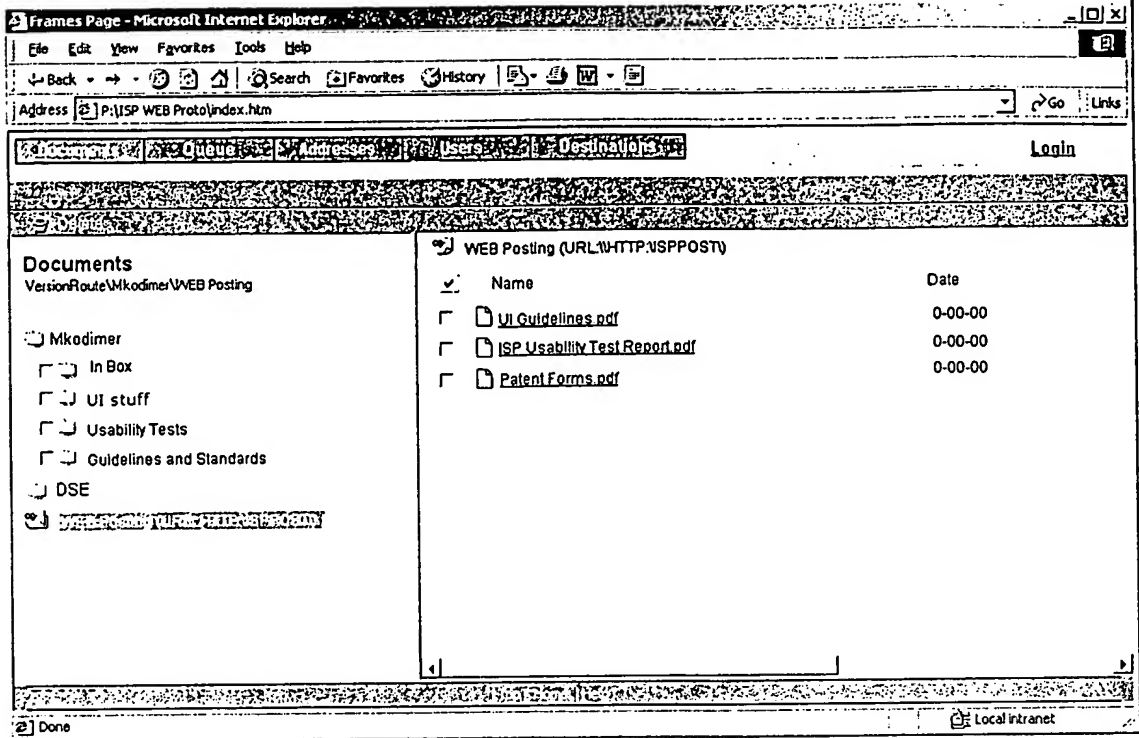 Frames Page - Microsoft Internet Explorer
File Edit View Favorites Tools Help
Back Search Favorites History
Address P:\ISP WEB Proto\index.htm Go Links
Documents Queue Addresses Users Destinations Login
Documents
VersionRoute\Mkodimer\WEB Posting
Mkodimer
In Box
UI stuff
Usability Tests
Guidelines and Standards
DSE
WEB Posting (URL:\\HTTP:\ISPPOST\)
Name Date
UI Guidelines.pdf 0-00-00
ISP Usability Test Report.pdf 0-00-00
Patent Forms.pdf 0-00-00
Done Local intranet